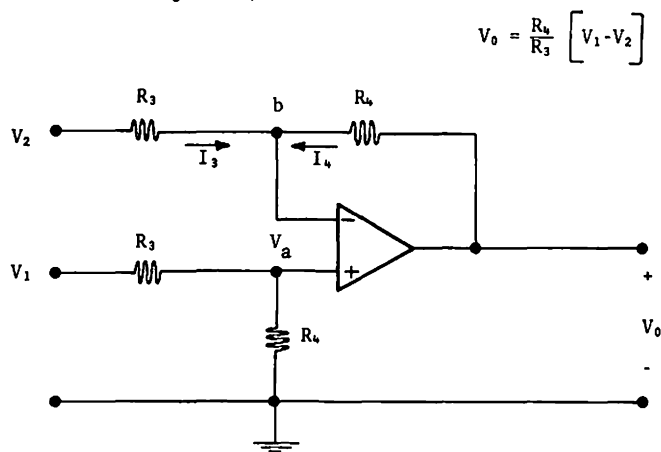 V₀ = R₄/R₃ [V₁-V₂]
R₃
b
R₄
V₂
I₃
I₄
−
R₃
Vₐ
V₁
+
+
R₄
V₀
-